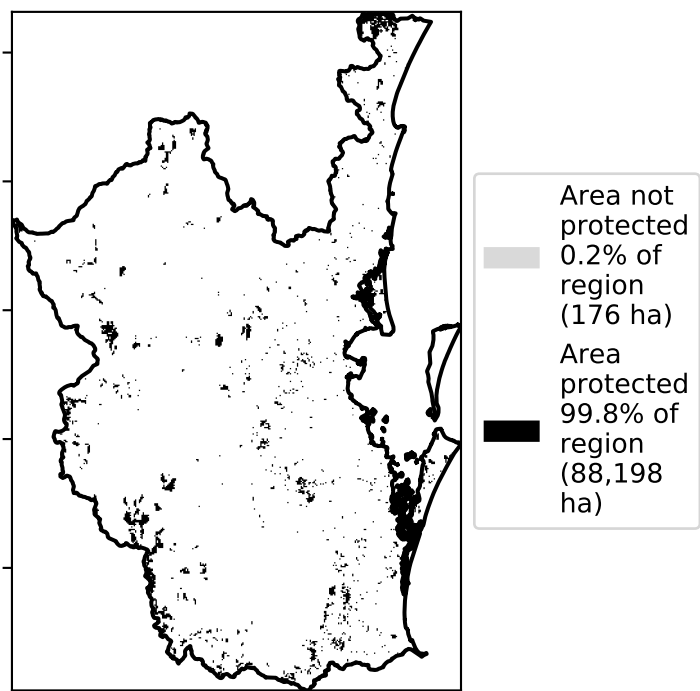 Area not
protected
0.2% of
region
(176 ha)
Area
protected
99.8% of
region
(88,198
ha)